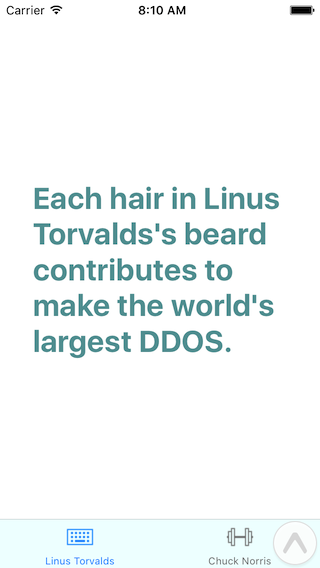 Carrier 8:10 AM
Each hair in Linus
Torvalds's beard
contributes to
make the world's
largest DDOS.
Linus Torvalds Chuck Norris